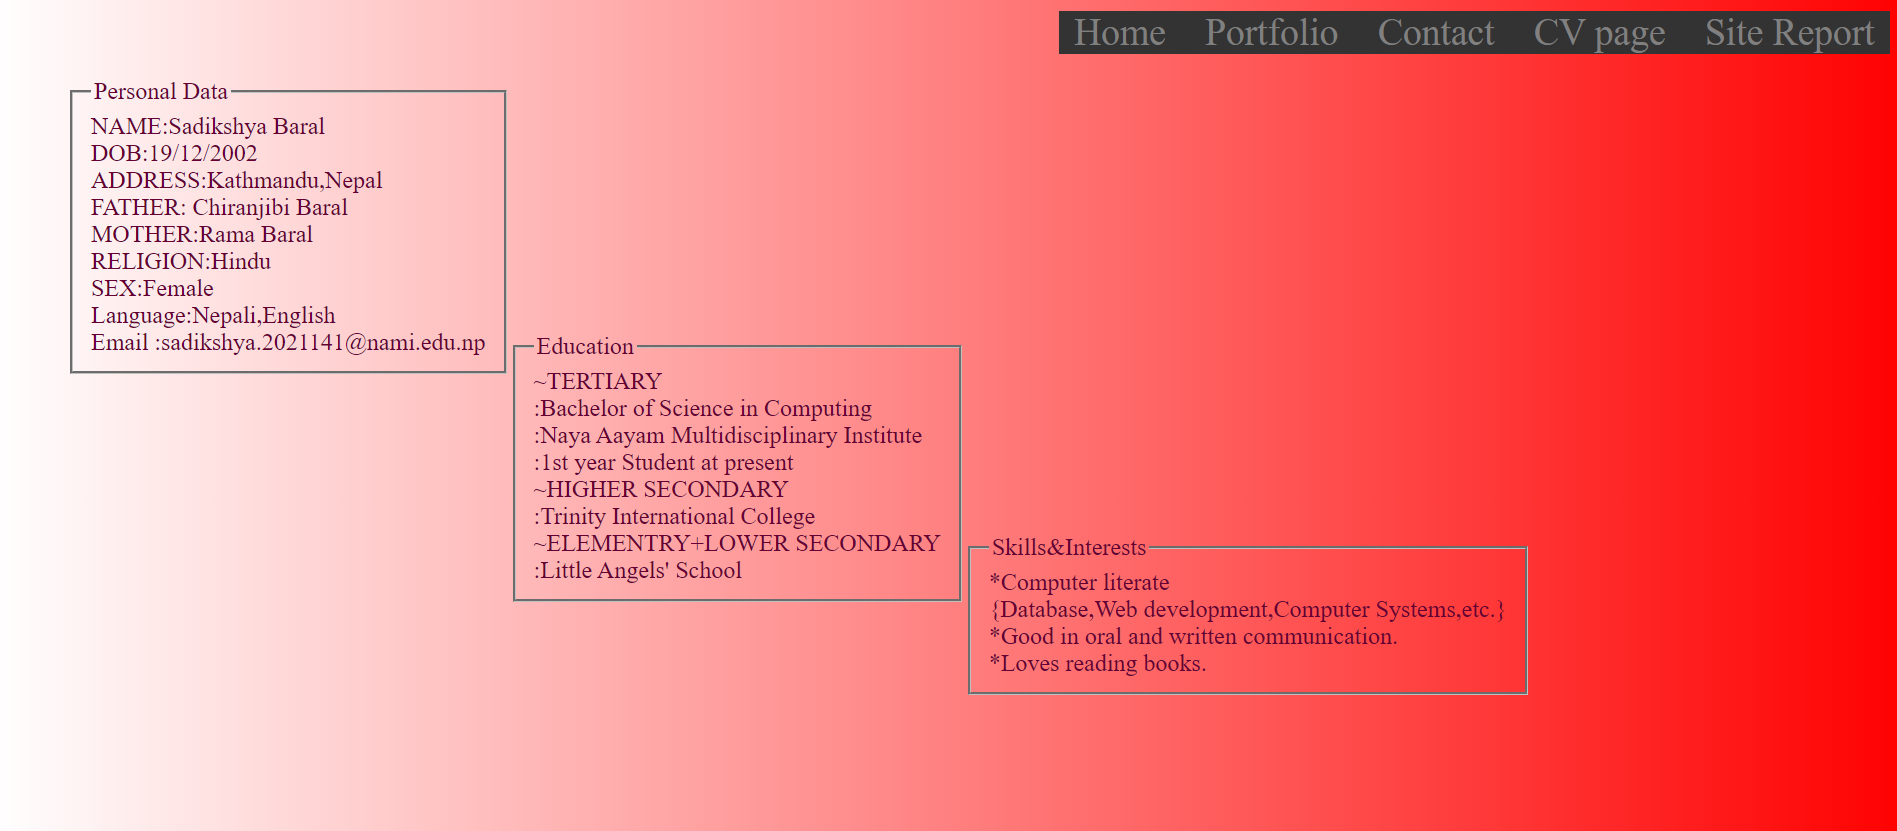 Home Portfolio Contact CV page Site Report
Personal Data
NAME:Sadikshya Baral
DOB:19/12/2002
ADDRESS:Kathmandu,Nepal
FATHER: Chiranjibi Baral
MOTHER:Rama Baral
RELIGION:Hindu
SEX:Female
Language:Nepali,English
Email :sadikshya.2021141@nami.edu.np
Education
~TERTIARY
:Bachelor of Science in Computing
:Naya Aayam Multidisciplinary Institute
:1st year Student at present
~HIGHER SECONDARY
:Trinity International College
~ELEMENTRY+LOWER SECONDARY
:Little Angels' School
Skills&Interests
*Computer literate
{Database,Web development,Computer Systems,etc.}
*Good in oral and written communication.
*Loves reading books.